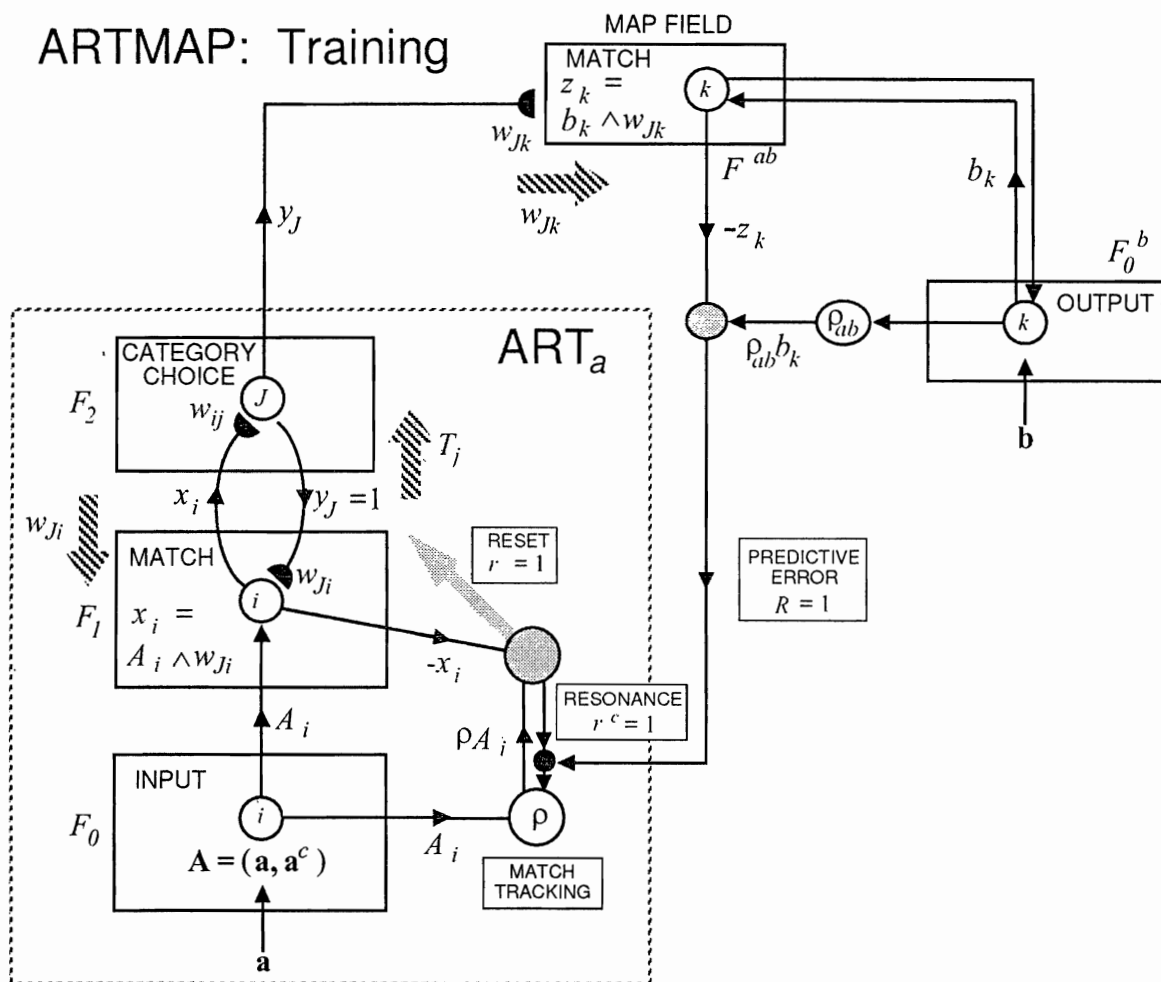 ARTMAP: Training
MAP FIELD
MATCH
z_k =
b_k ∧ w_Jk
k
w_Jk
w_Jk
F^ab
-z_k
b_k
F_0^b
OUTPUT
k
ρ_ab
ρ_ab b_k
b
y_J
ART_a
CATEGORY
CHOICE
J
F_2
w_ij
T_j
x_i
y_J = 1
w_Ji
MATCH
i
w_Ji
F_1
x_i =
A_i ∧ w_Ji
RESET
r = 1
PREDICTIVE
ERROR
R = 1
-x_i
RESONANCE
r^c = 1
A_i
ρA_i
INPUT
i
F_0
A = (a, a^c)
A_i
ρ
MATCH
TRACKING
a